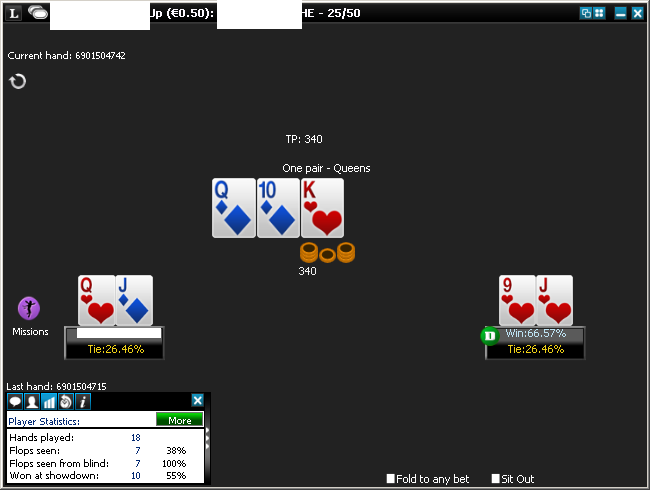 L Up (€0.50): HE - 25/50
Current hand: 6901504742
TP: 340
One pair - Queens
Q 10 K
340
Q J
9 J
Missions
D Win:66.57%
Tie:26.46%
Tie:26.46%
Last hand: 6901504715
Player Statistics: More
Hands played: 18
Flops seen: 7 38%
Flops seen from blind: 7 100%
Won at showdown: 10 55%
Fold to any bet Sit Out